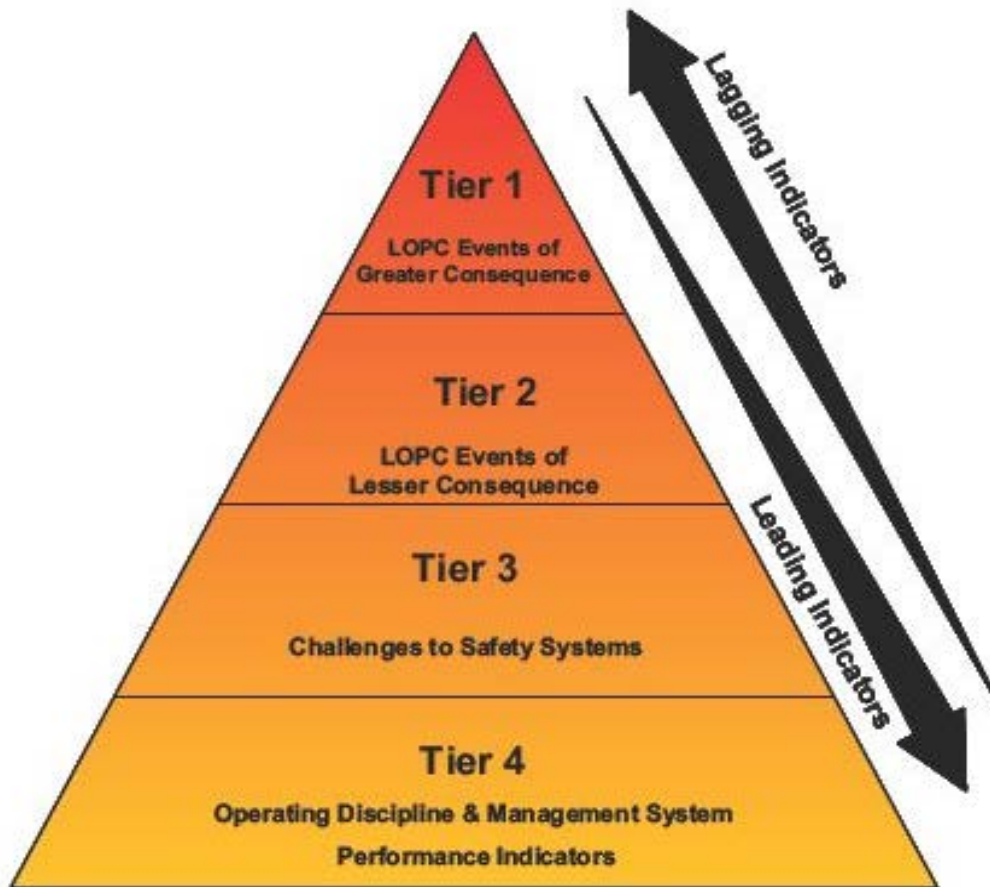 Tier 1
LOPC Events of
Greater Consequence
Tier 2
LOPC Events of
Lesser Consequence
Tier 3
Challenges to Safety Systems
Tier 4
Operating Discipline & Management System
Performance Indicators
Lagging Indicators
Leading Indicators